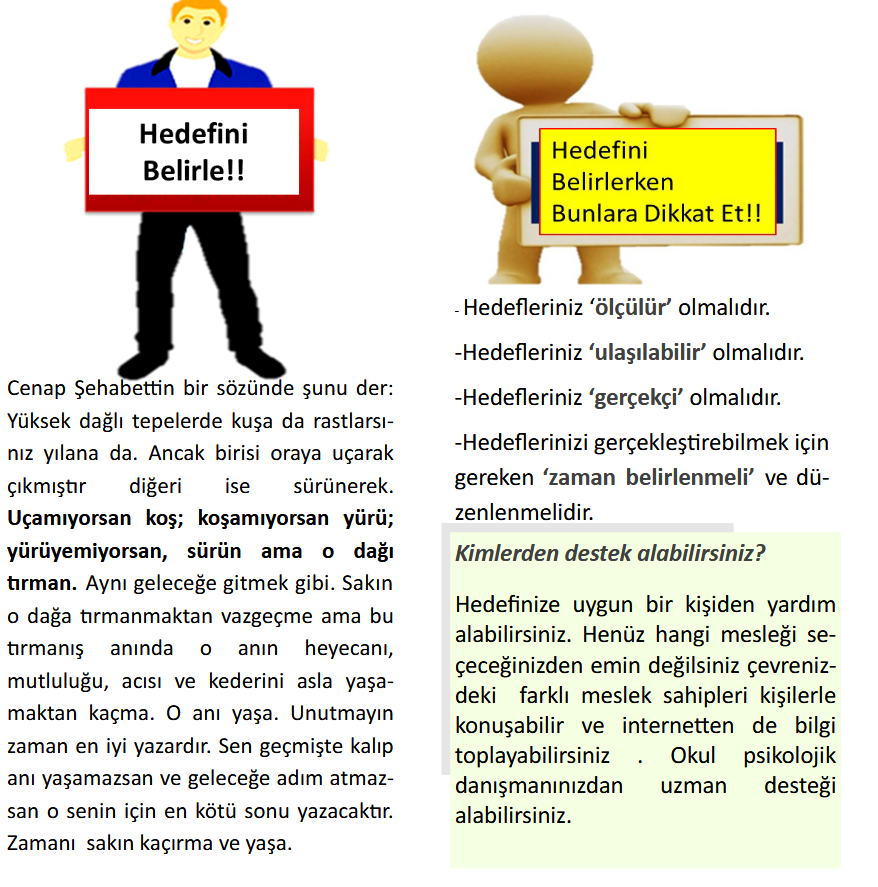 Hedefini
Belirle!!
Cenap Şehabettin bir sözünde şunu der:
Yüksek dağlı tepelerde kuşa da rastlarsı-
nız yılana da. Ancak birisi oraya uçarak
çıkmıştır diğeri ise sürünerek.
Uçamıyorsan koş; koşamıyorsan yürü;
yürüyemiyorsan, sürün ama o dağı
tırman. Aynı geleceğe gitmek gibi. Sakın
o dağa tırmanmaktan vazgeçme ama bu
tırmanış anında o anın heyecanı,
mutluluğu, acısı ve kederini asla yaşa-
maktan kaçma. O anı yaşa. Unutmayın
zaman en iyi yazardır. Sen geçmişte kalıp
anı yaşamazsan ve geleceğe adım atmaz-
san o senin için en kötü sonu yazacaktır.
Zamanı sakın kaçırma ve yaşa.
Hedefini
Belirlerken
Bunlara Dikkat Et!!
- Hedefleriniz ‘ölçülür’ olmalıdır.
-Hedefleriniz ‘ulaşılabilir’ olmalıdır.
-Hedefleriniz ‘gerçekçi’ olmalıdır.
-Hedeflerinizi gerçekleştirebilmek için
gereken ‘zaman belirlenmeli’ ve dü-
zenlenmelidir.
Kimlerden destek alabilirsiniz?
Hedefinize uygun bir kişiden yardım
alabilirsiniz. Henüz hangi mesleği se-
çeceğinizden emin değilsiniz çevreniz-
deki farklı meslek sahipleri kişilerle
konuşabilir ve internetten de bilgi
toplayabilirsiniz . Okul psikolojik
danışmanınızdan uzman desteği
alabilirsiniz.